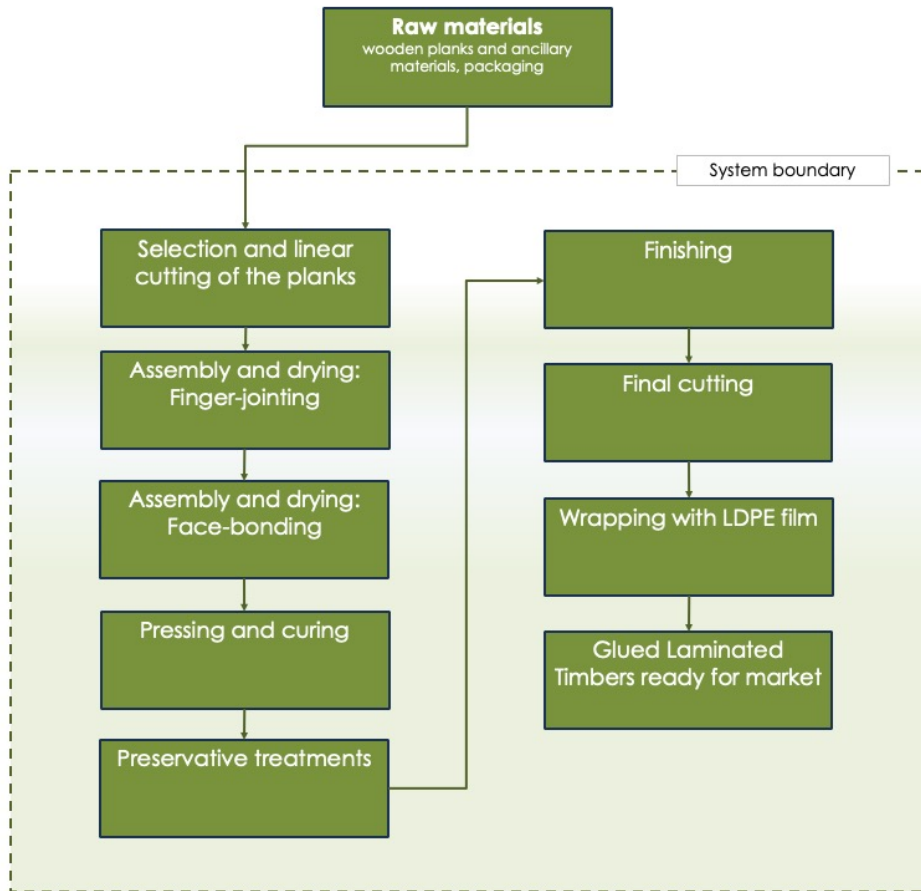 Raw materials
wooden planks and ancillary
materials, packaging
System boundary
Selection and linear
cutting of the planks
Assembly and drying:
Finger-jointing
Assembly and drying:
Face-bonding
Pressing and curing
Preservative treatments
Finishing
Final cutting
Wrapping with LDPE film
Glued Laminated
Timbers ready for market